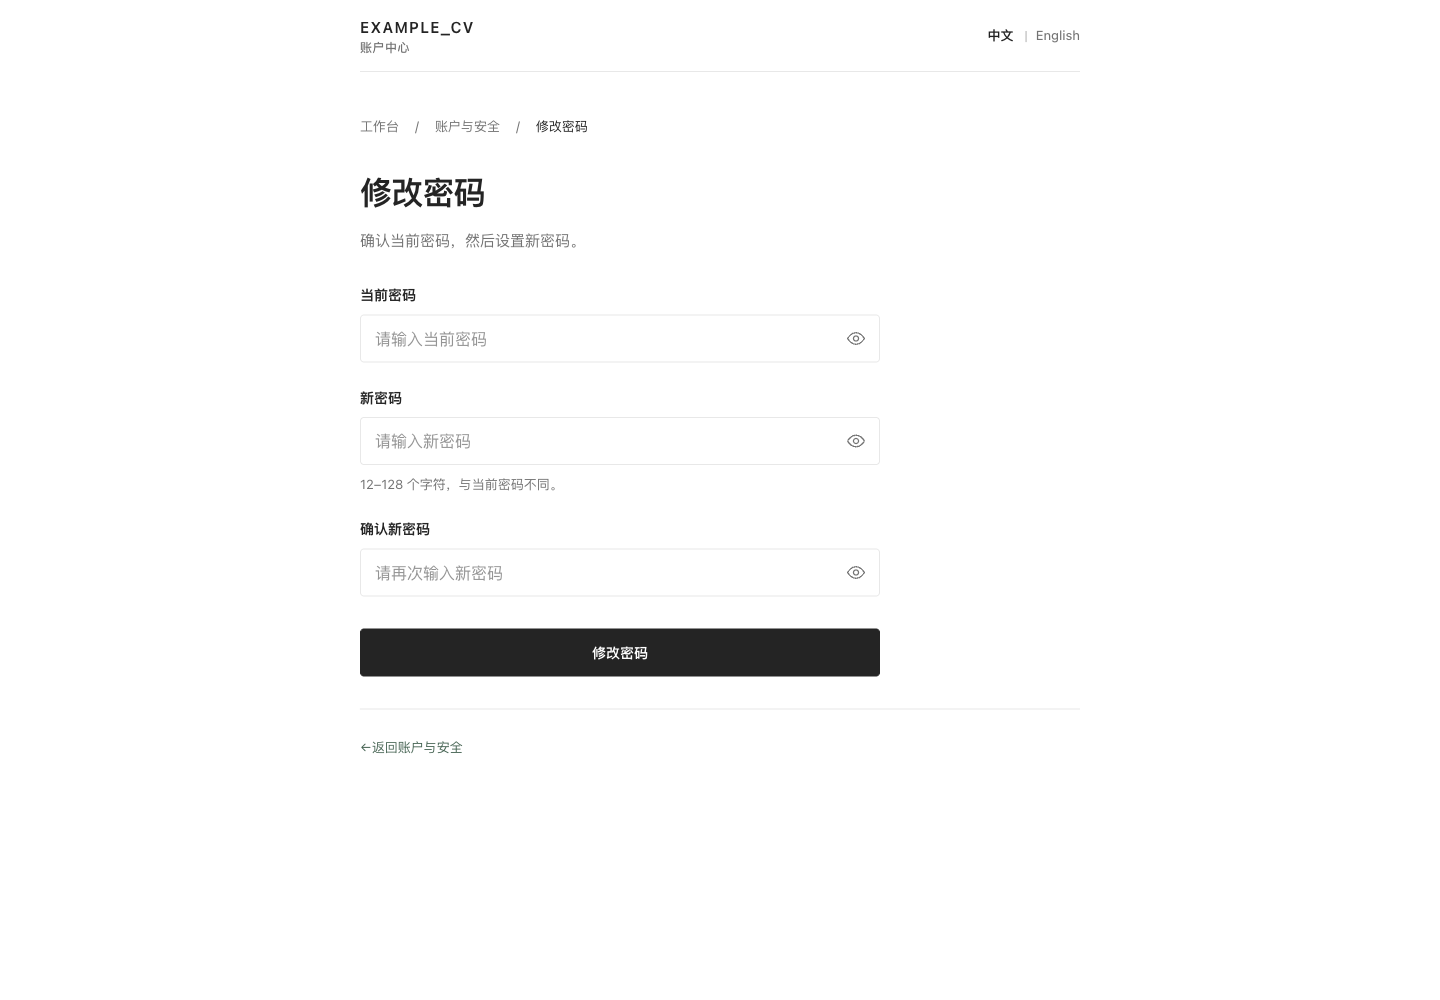 EXAMPLE_CV
账户中心
中文 | English
工作台 / 账户与安全 / 修改密码
修改密码
确认当前密码，然后设置新密码。
当前密码
请输入当前密码
新密码
请输入新密码
12–128 个字符，与当前密码不同。
确认新密码
请再次输入新密码
修改密码
←返回账户与安全